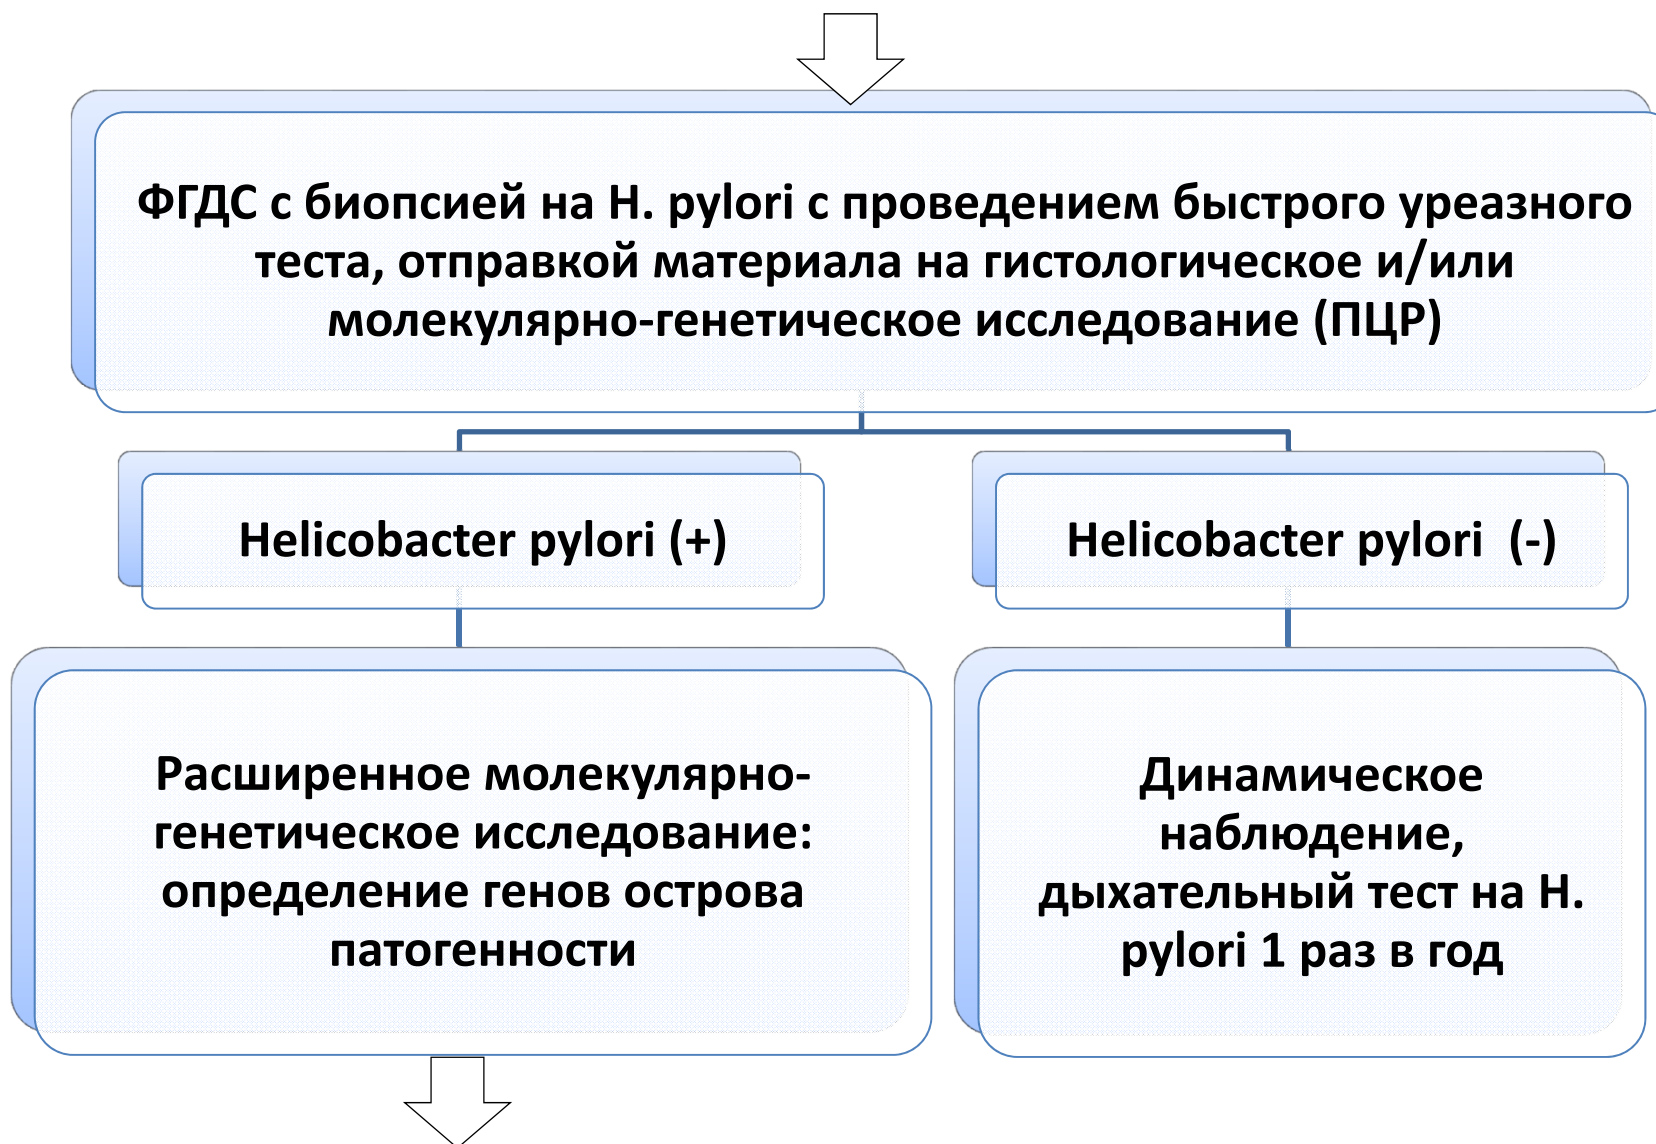 ФГДС с биопсией на H. pylori с проведением быстрого уреазного
теста, отправкой материала на гистологическое и/или
молекулярно-генетическое исследование (ПЦР)
Helicobacter pylori (+)
Helicobacter pylori (-)
Расширенное молекулярно-
генетическое исследование:
определение генов острова
патогенности
Динамическое
наблюдение,
дыхательный тест на H.
pylori 1 раз в год